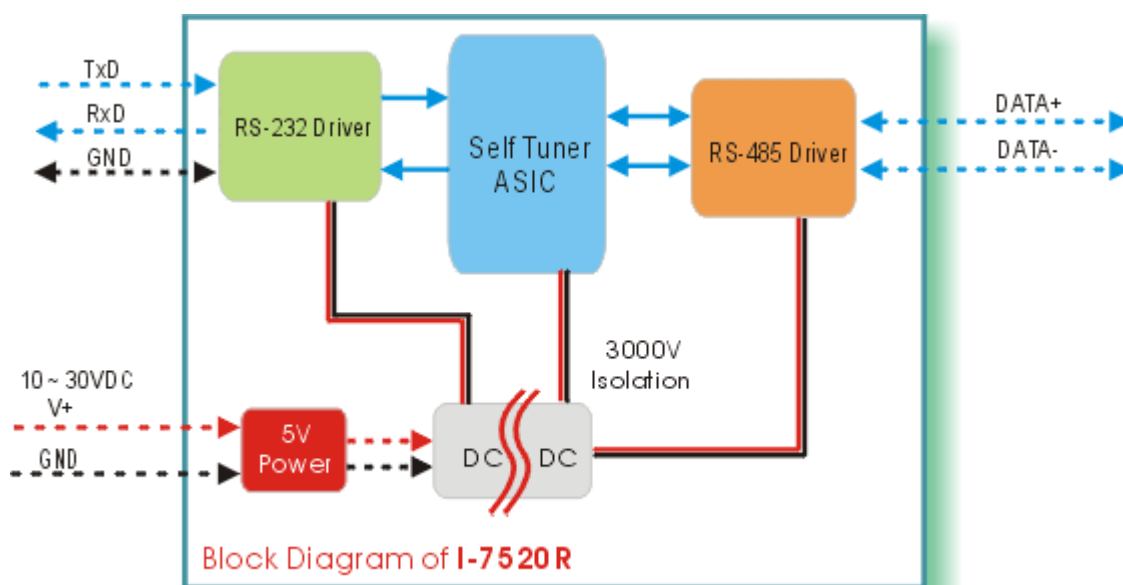 TxD
RxD
GND
RS-232 Driver
Self Tuner
ASIC
RS-485 Driver
DATA+
DATA-
3000V
Isolation
10 ~ 30VDC
V+
GND
5V
Power
DC
DC
Block Diagram of I-7520R